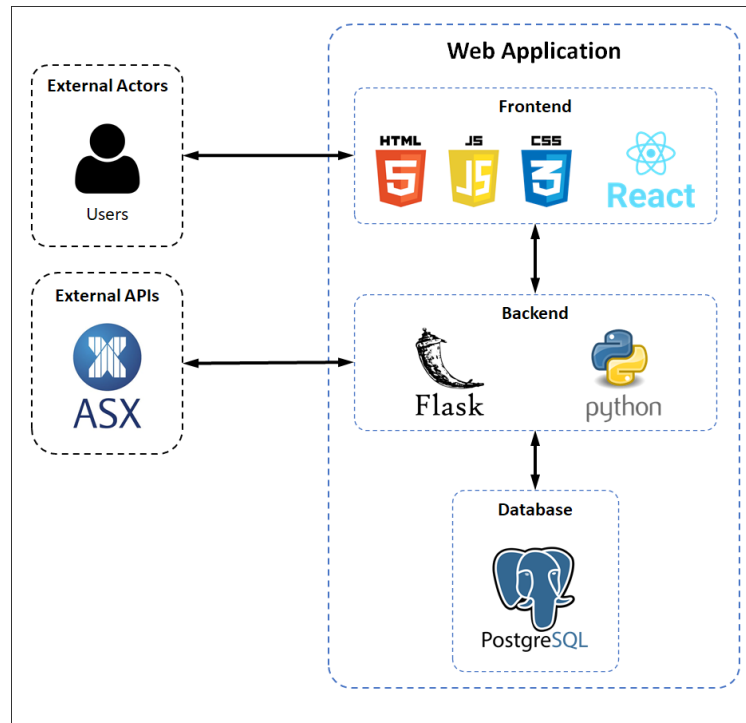 Web Application
External Actors
Users
Frontend
HTML
5
JS
JS
CSS
3
React
External APIs
ASX
Backend
Flask
python
Database
PostgreSQL